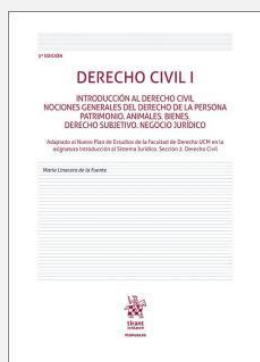 3ª EDICIÓN
DERECHO CIVIL I
INTRODUCCIÓN AL DERECHO CIVIL
NOCIONES GENERALES DEL DERECHO DE LA PERSONA
PATRIMONIO. ANIMALES. BIENES.
DERECHO SUBJETIVO. NEGOCIO JURÍDICO
Adaptado al Nuevo Plan de Estudios de la Facultad de Derecho UCM en la
asignatura Introducción al Sistema Jurídico. Sección 2: Derecho Civil
María Linacero de la Fuente
tirant
lo blanch
MANUALES